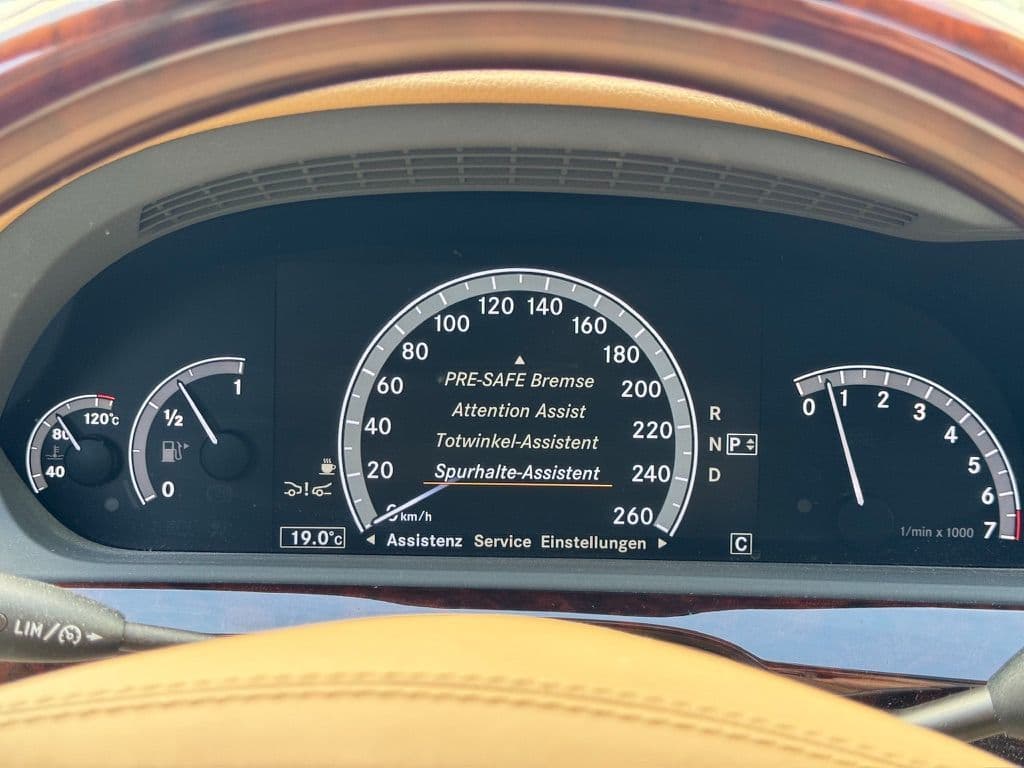 120 140
100 160
80 180
60 200
40 220
20 240
0 km/h 260
PRE-SAFE Bremse
Attention Assist
Totwinkel-Assistent
Spurhalte-Assistent
Assistenz Service Einstellungen
120°C
80
40
1
½
0
19.0°c
R
N P
D
C
0 1 2 3 4 5 6 7
1/min x 1000
LIM/